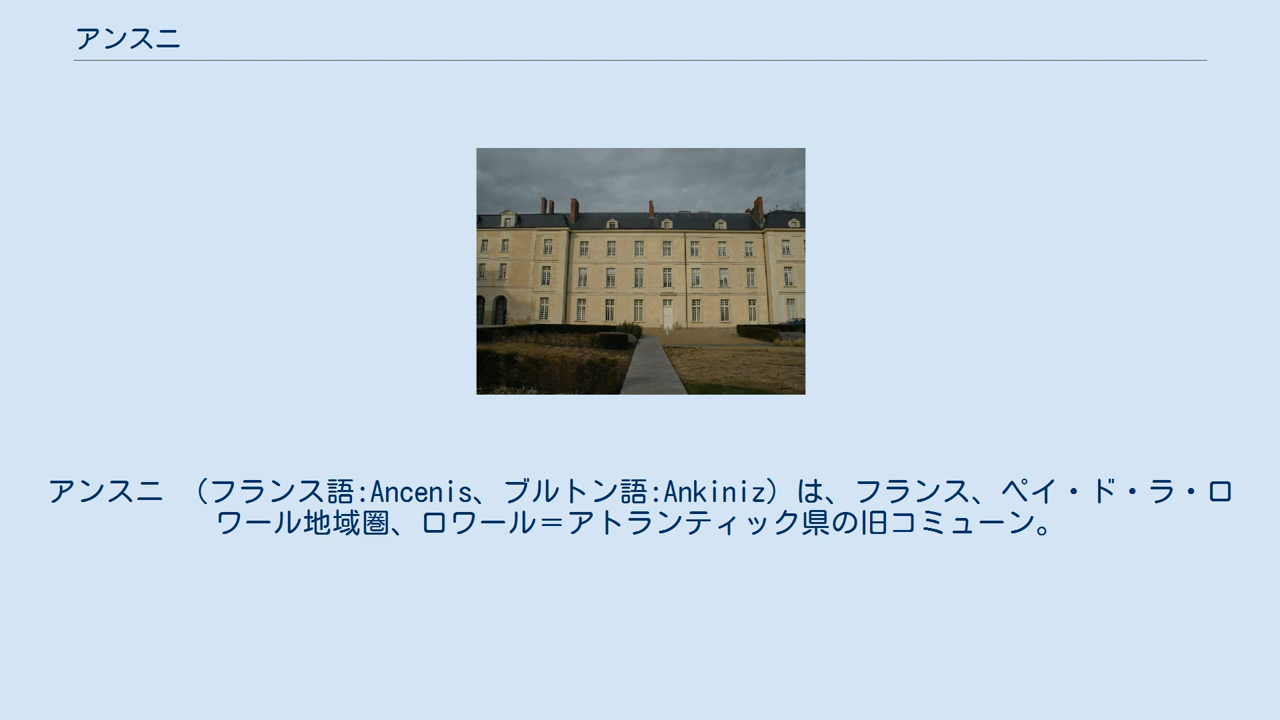 アンスニ
アンスニ （フランス語:Ancenis、ブルトン語:Ankiniz）は、フランス、ペイ・ド・ラ・ロ
ワール地域圏、ロワール＝アトランティック県の旧コミューン。